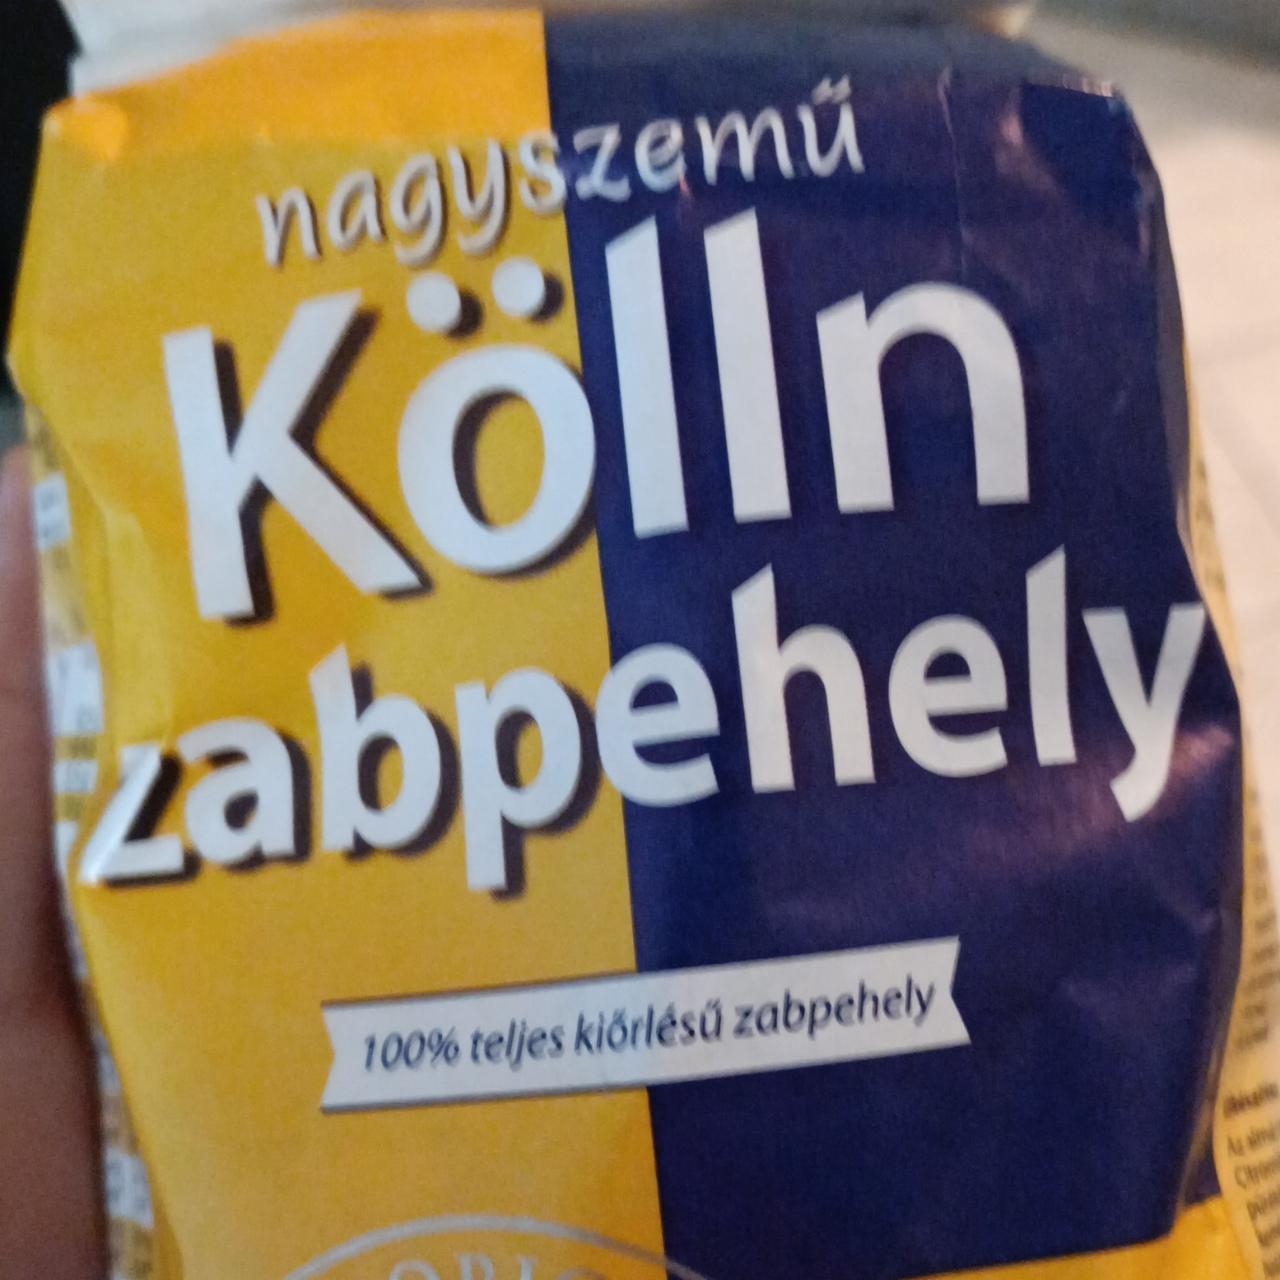 nagyszemű
Kölln
zabpehely
100% teljes kiőrlésű zabpehely